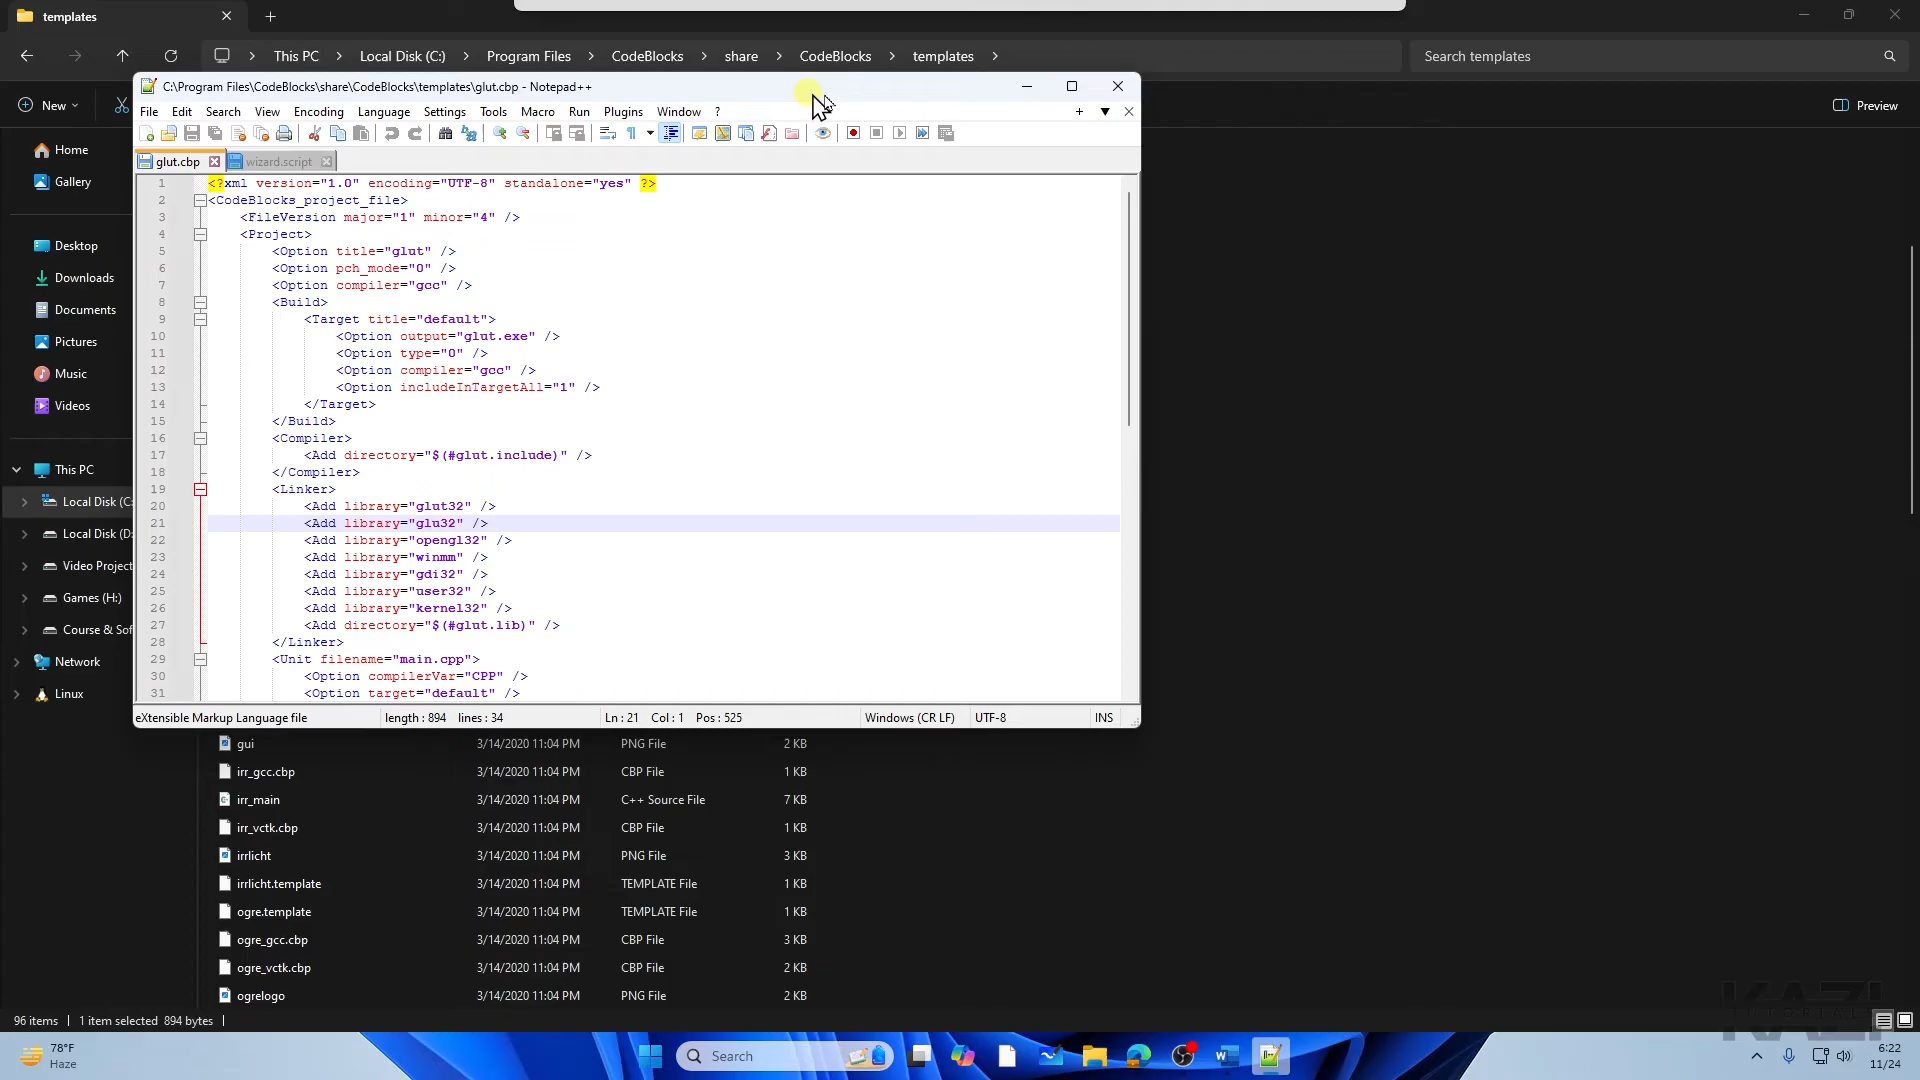 templates
This PC > Local Disk (C:) > Program Files > CodeBlocks > share > CodeBlocks > templates >
Search templates
New
Preview
C:\Program Files\CodeBlocks\share\CodeBlocks\templates\glut.cbp - Notepad++
File Edit Search View Encoding Language Settings Tools Macro Run Plugins Window ?
glut.cbp
wizard.script
1 <?xml version="1.0" encoding="UTF-8" standalone="yes" ?>
2 <CodeBlocks_project_file>
3 <FileVersion major="1" minor="4" />
4 <Project>
5 <Option title="glut" />
6 <Option pch_mode="0" />
7 <Option compiler="gcc" />
8 <Build>
9 <Target title="default">
10 <Option output="glut.exe" />
11 <Option type="0" />
12 <Option compiler="gcc" />
13 <Option includeInTargetAll="1" />
14 </Target>
15 </Build>
16 <Compiler>
17 <Add directory="$(#glut.include)" />
18 </Compiler>
19 <Linker>
20 <Add library="glut32" />
21 <Add library="glu32" />
22 <Add library="opengl32" />
23 <Add library="winmm" />
24 <Add library="gdi32" />
25 <Add library="user32" />
26 <Add library="kernel32" />
27 <Add directory="$(#glut.lib)" />
28 </Linker>
29 <Unit filename="main.cpp">
30 <Option compilerVar="CPP" />
31 <Option target="default" />
eXtensible Markup Language file length : 894 lines : 34 Ln : 21 Col : 1 Pos : 525 Windows (CR LF) UTF-8 INS
Home
Gallery
Desktop
Downloads
Documents
Pictures
Music
Videos
This PC
Local Disk (C:
Local Disk (D:
Video Project
Games (H:)
Course & Sof
Network
Linux
gui 3/14/2020 11:04 PM PNG File 2 KB
irr_gcc.cbp 3/14/2020 11:04 PM CBP File 1 KB
irr_main 3/14/2020 11:04 PM C++ Source File 7 KB
irr_vctk.cbp 3/14/2020 11:04 PM CBP File 1 KB
irrlicht 3/14/2020 11:04 PM PNG File 3 KB
irrlicht.template 3/14/2020 11:04 PM TEMPLATE File 1 KB
ogre.template 3/14/2020 11:04 PM TEMPLATE File 1 KB
ogre_gcc.cbp 3/14/2020 11:04 PM CBP File 3 KB
ogre_vctk.cbp 3/14/2020 11:04 PM CBP File 2 KB
ogrelogo 3/14/2020 11:04 PM PNG File 2 KB
96 items 1 item selected 894 bytes
KAZI
78°F
Haze
Search
6:22
11/24